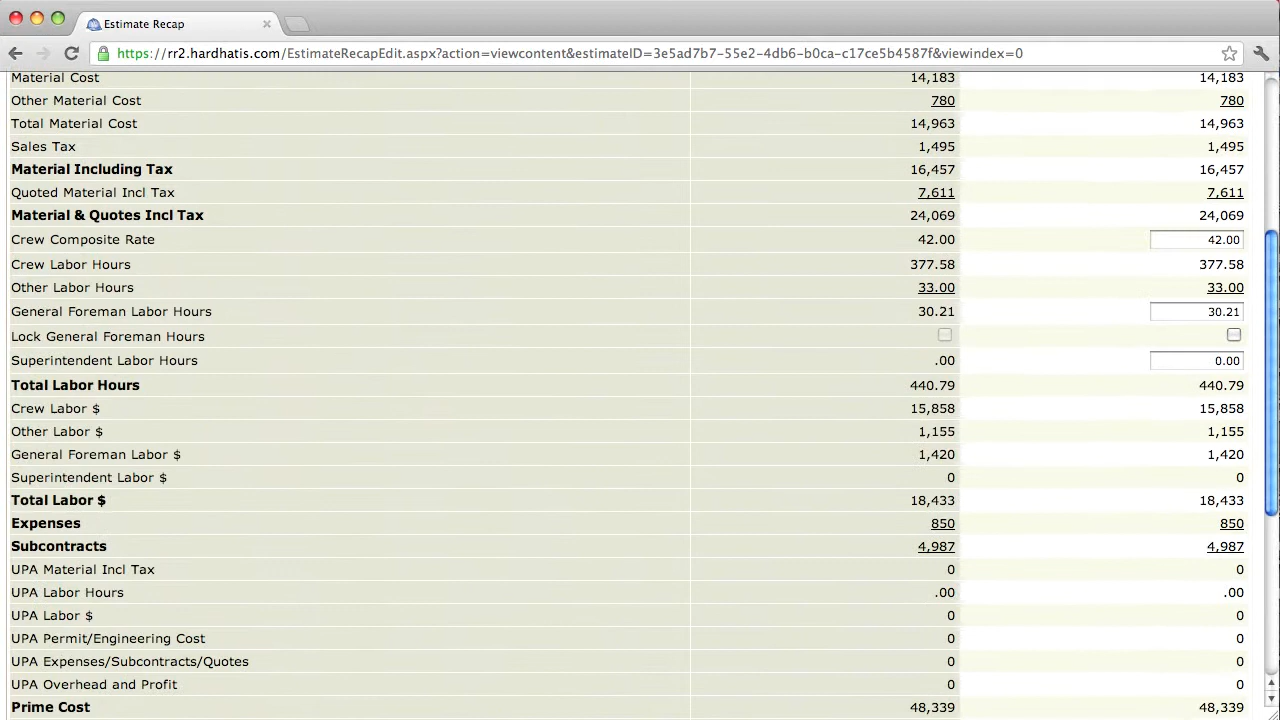 Estimate Recap
https://rr2.hardhatis.com/EstimateRecapEdit.aspx?action=viewcontent&estimateID=3e5ad7b7-55e2-4db6-b0ca-c17ce5b4587f&viewindex=0
Material Cost 14,183 14,183
Other Material Cost 780 780
Total Material Cost 14,963 14,963
Sales Tax 1,495 1,495
Material Including Tax 16,457 16,457
Quoted Material Incl Tax 7,611 7,611
Material & Quotes Incl Tax 24,069 24,069
Crew Composite Rate 42.00 42.00
Crew Labor Hours 377.58 377.58
Other Labor Hours 33.00 33.00
General Foreman Labor Hours 30.21 30.21
Lock General Foreman Hours
Superintendent Labor Hours .00 0.00
Total Labor Hours 440.79 440.79
Crew Labor $ 15,858 15,858
Other Labor $ 1,155 1,155
General Foreman Labor $ 1,420 1,420
Superintendent Labor $ 0 0
Total Labor $ 18,433 18,433
Expenses 850 850
Subcontracts 4,987 4,987
UPA Material Incl Tax 0 0
UPA Labor Hours .00 .00
UPA Labor $ 0 0
UPA Permit/Engineering Cost 0 0
UPA Expenses/Subcontracts/Quotes 0 0
UPA Overhead and Profit 0 0
Prime Cost 48,339 48,339